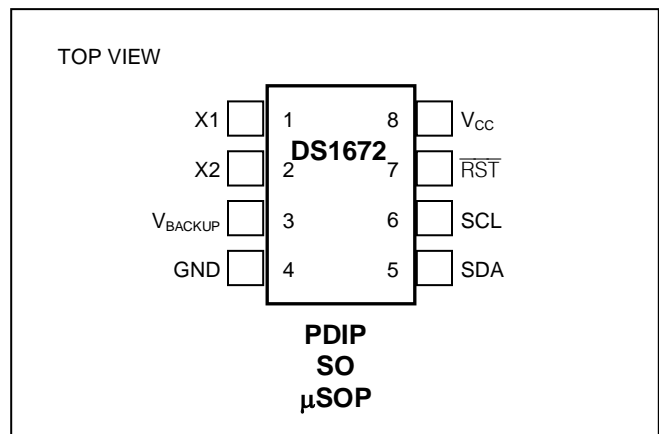 TOP VIEW
X1 1 8 VCC
DS1672
X2 2 7 RST
VBACKUP 3 6 SCL
GND 4 5 SDA
PDIP
SO
μSOP